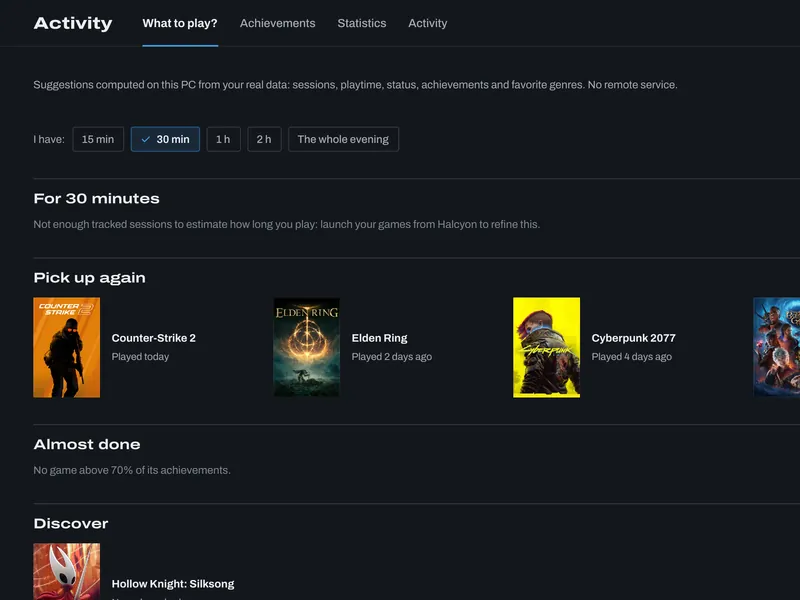 Activity
What to play?
Achievements
Statistics
Activity
Suggestions computed on this PC from your real data: sessions, playtime, status, achievements and favorite genres. No remote service.
I have:
15 min
30 min
1 h
2 h
The whole evening
For 30 minutes
Not enough tracked sessions to estimate how long you play: launch your games from Halcyon to refine this.
Pick up again
COUNTER
STRIKE 2
Counter-Strike 2
Played today
ELDEN RING
Elden Ring
Played 2 days ago
Cyberpunk
Cyberpunk 2077
Played 4 days ago
Almost done
No game above 70% of its achievements.
Discover
Hollow Knight: Silksong